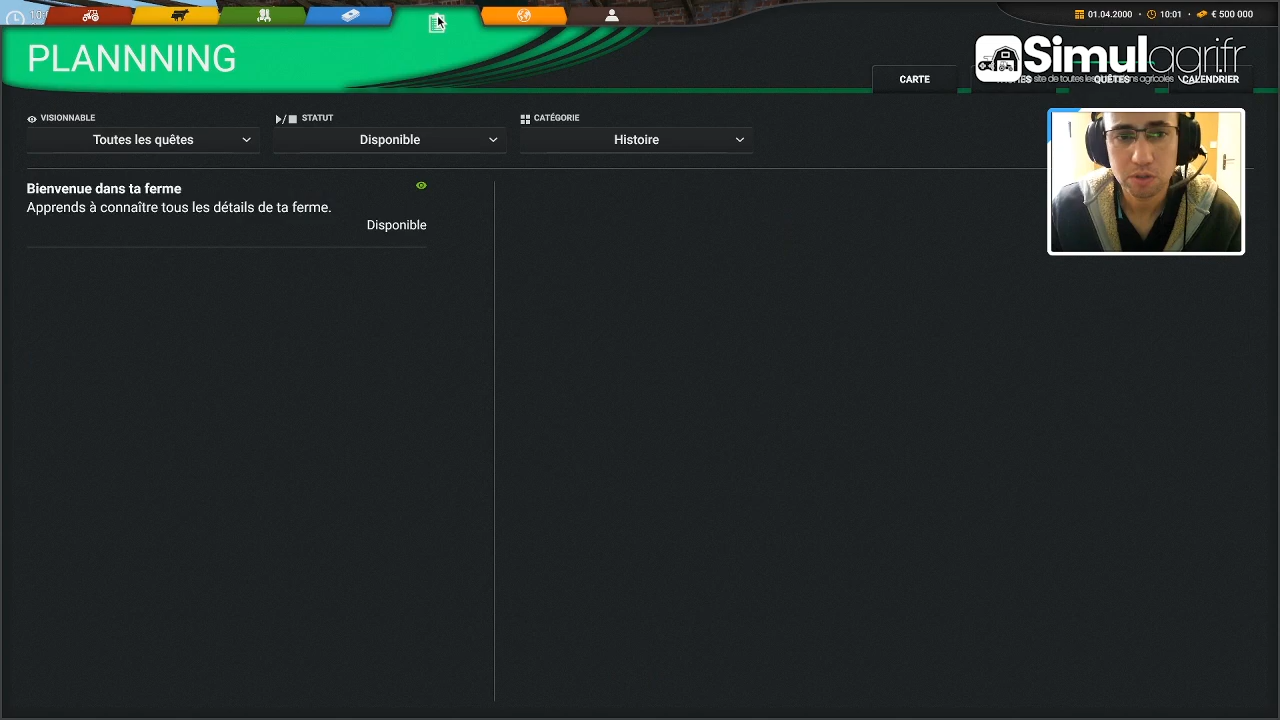 01.04.2000 • 10:01 • € 500 000
PLANNNING
Simulagri.fr
CARTE
QUÊTES
CALENDRIER
VISIONNABLE
STATUT
CATÉGORIE
Toutes les quêtes
Disponible
Histoire
Bienvenue dans ta ferme
Apprends à connaître tous les détails de ta ferme.
Disponible